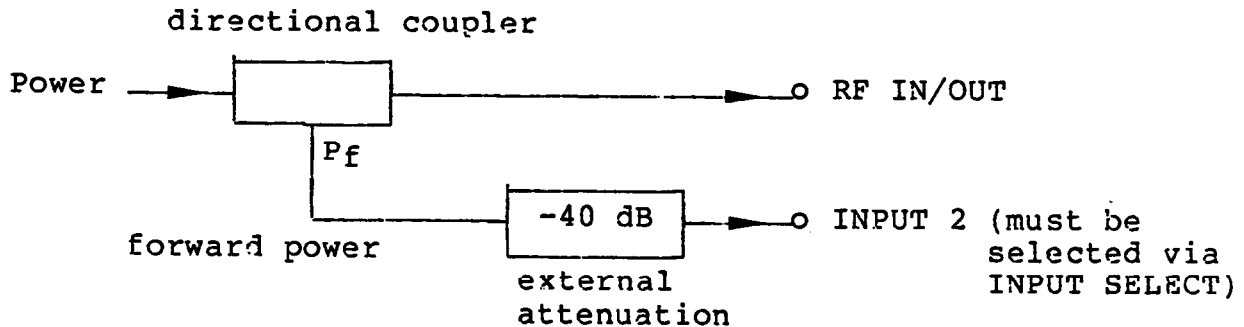 directional coupler
Power
RF IN/OUT
Pf
-40 dB
INPUT 2 (must be
selected via
INPUT SELECT)
forward power
external
attenuation